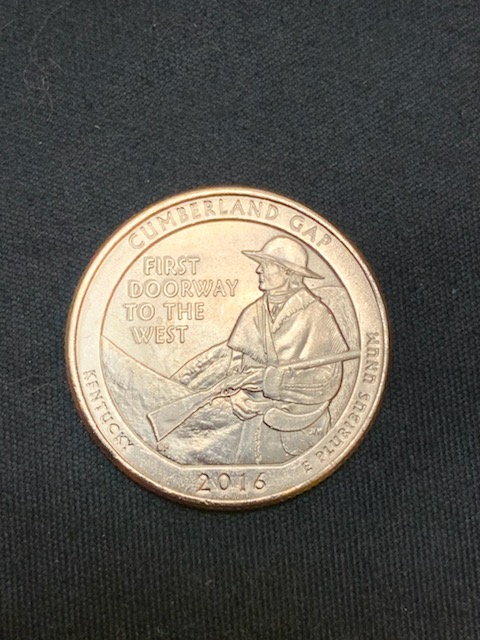 CUMBERLAND GAP
FIRST
DOORWAY
TO THE
WEST
KENTUCKY
2016
E PLURIBUS UNUM